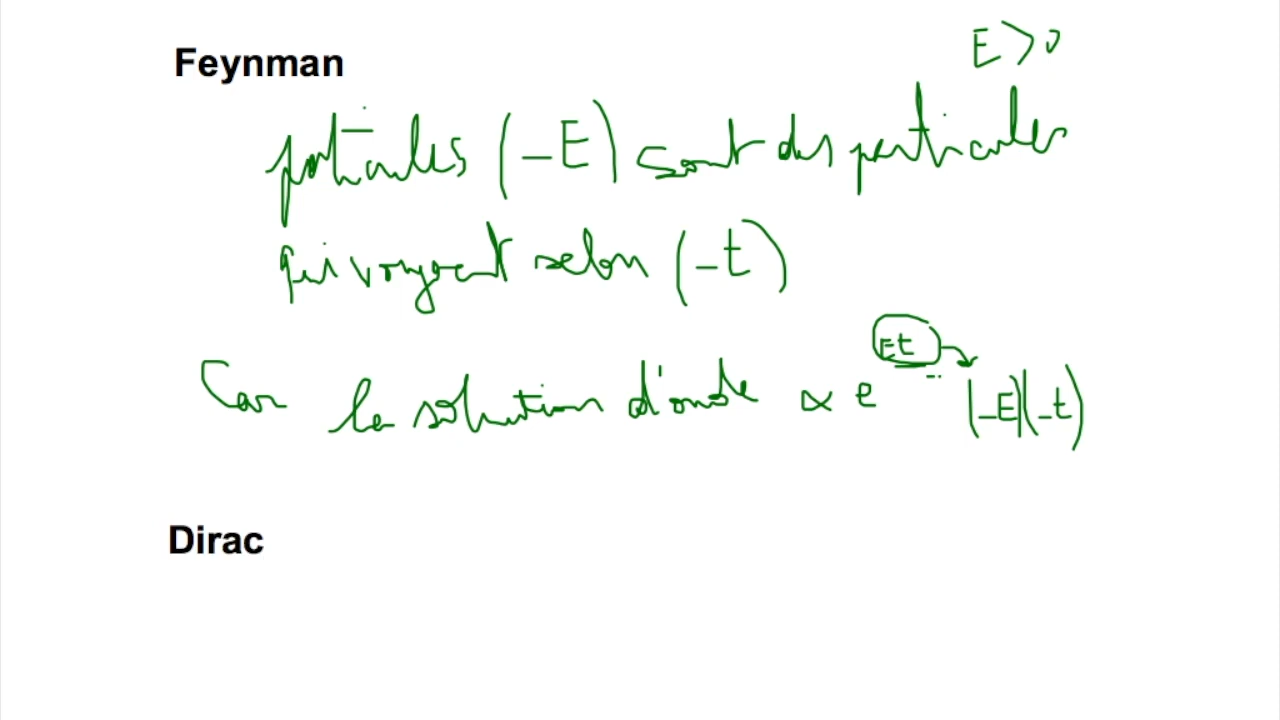 Feynman
E>0
particules (-E) sont des particules
qui voyagent selon (-t)
Car la solution d'onde ∝ e^Et → (-E)(-t)
Dirac